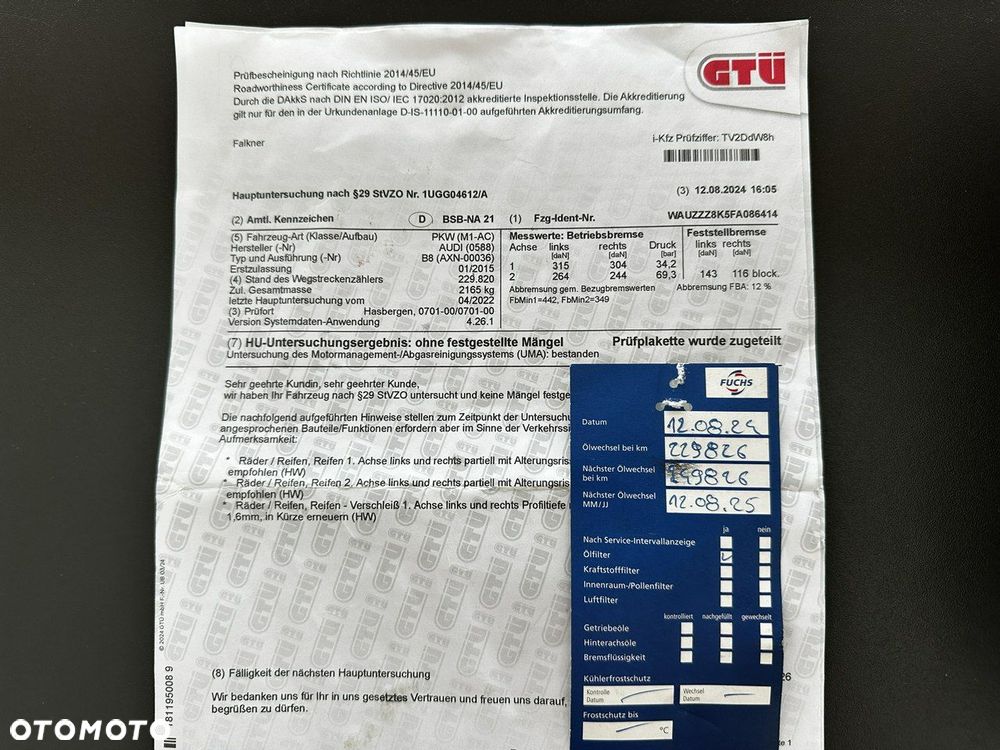 GTÜ
Prüfbescheinigung nach Richtlinie 2014/45/EU
Roadworthiness Certificate according to Directive 2014/45/EU
Durch die DAkkS nach DIN EN ISO/ IEC 17020:2012 akkreditierte Inspektionsstelle. Die Akkreditierung
gilt nur für den in der Urkundenanlage D-IS-11110-01-00 aufgeführten Akkreditierungsumfang.
i-Kfz Prüfziffer: TV2DdW8h
Falkner
Hauptuntersuchung nach §29 StVZO Nr. 1UGG04612/A (3) 12.08.2024 16:05
(2) Amtl. Kennzeichen D BSB-NA 21 (1) Fzg-Ident-Nr. WAUZZZ8K5FA086414
(5) Fahrzeug-Art (Klasse/Aufbau) PKW (M1-AC)
Hersteller (-Nr) AUDI (0588)
Typ und Ausführung (-Nr) B8 (AXN-00036)
Erstzulassung 01/2015
(4) Stand des Wegstreckenzählers 229.820
Zul. Gesamtmasse 2165 kg
letzte Hauptuntersuchung vom 04/2022
(3) Prüfort Hasbergen, 0701-00/0701-00
Version Systemdaten-Anwendung 4.26.1
Messwerte: Betriebsbremse Feststellbremse
Achse links rechts Druck links rechts
[daN] [daN] [bar] [daN] [daN]
1 315 304 34,2
2 264 244 69,3 143 116 block.
Abbremsung gem. Bezugbremswerten Abbremsung FBA: 12 %
FbMin1=442, FbMin2=349
(7) HU-Untersuchungsergebnis: ohne festgestellte Mängel Prüfplakette wurde zugeteilt
Untersuchung des Motormanagement-/Abgasreinigungssystems (UMA): bestanden
Sehr geehrte Kundin, sehr geehrter Kunde,
wir haben Ihr Fahrzeug nach §29 StVZO untersucht und keine Mängel festge
Die nachfolgend aufgeführten Hinweise stellen zum Zeitpunkt der Untersuchu
angesprochenen Bauteile/Funktionen erfordern aber im Sinne der Verkehrssi
Aufmerksamkeit:
* Räder / Reifen, Reifen 1. Achse links und rechts partiell mit Alterungsriss
empfohlen (HW)
* Räder / Reifen, Reifen 2. Achse links und rechts partiell mit Alterungsris
empfohlen (HW)
* Räder / Reifen, Reifen - Verschleiß 1. Achse links und rechts Profiltiefe
1,6mm, in Kürze erneuern (HW)
(8) Fälligkeit der nächsten Hauptuntersuchung 26
Wir bedanken uns für Ihr in uns gesetztes Vertrauen und freuen uns darauf,
begrüßen zu dürfen.
© 2024 GTÜ mbH F.-Nr. UB 03/24
81195008 9
FUCHS
Datum 12.08.24
Ölwechsel bei km 229826
Nächster Ölwechsel
bei km 249826
Nächster Ölwechsel
MM/JJ 12.08.25
ja nein
Nach Service-Intervallanzeige
Ölfilter
Kraftstofffilter
Innenraum-/Pollenfilter
Luftfilter
kontrolliert nachgefüllt gewechselt
Getriebeöle
Hinterachsöle
Bremsflüssigkeit
Kühlerfrostschutz
Kontrolle
Datum
Wechsel
Datum
Frostschutz bis
°C
1
OTOMOTO